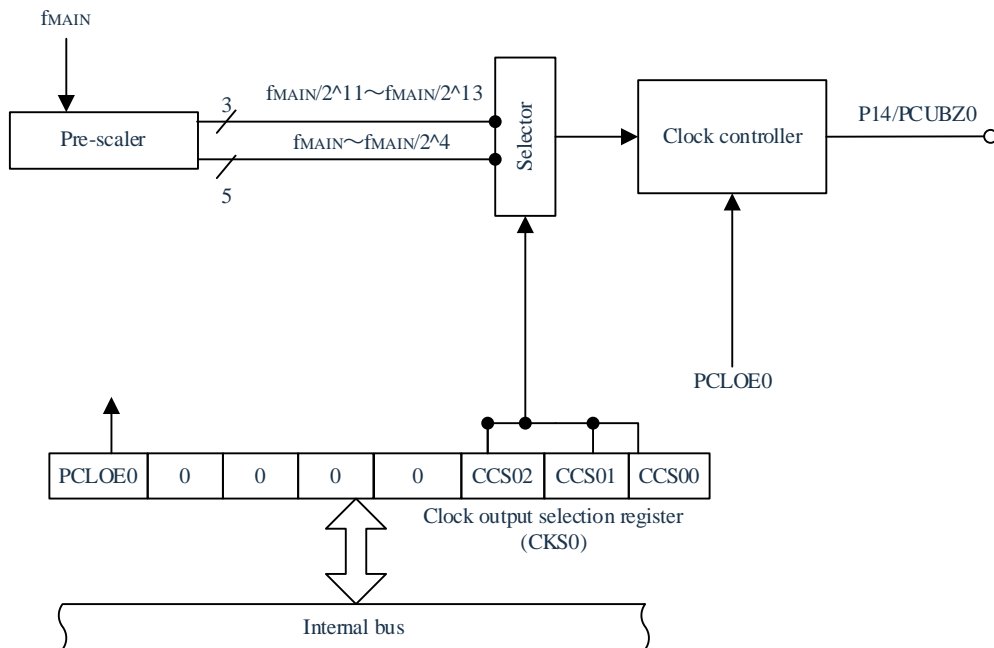 fMAIN
3
fMAIN/2^11～fMAIN/2^13
Pre-scaler
fMAIN～fMAIN/2^4
5
Selector
Clock controller
P14/PCUBZ0
PCLOE0
PCLOE0 0 0 0 0 CCS02 CCS01 CCS00
Clock output selection register
(CKS0)
Internal bus